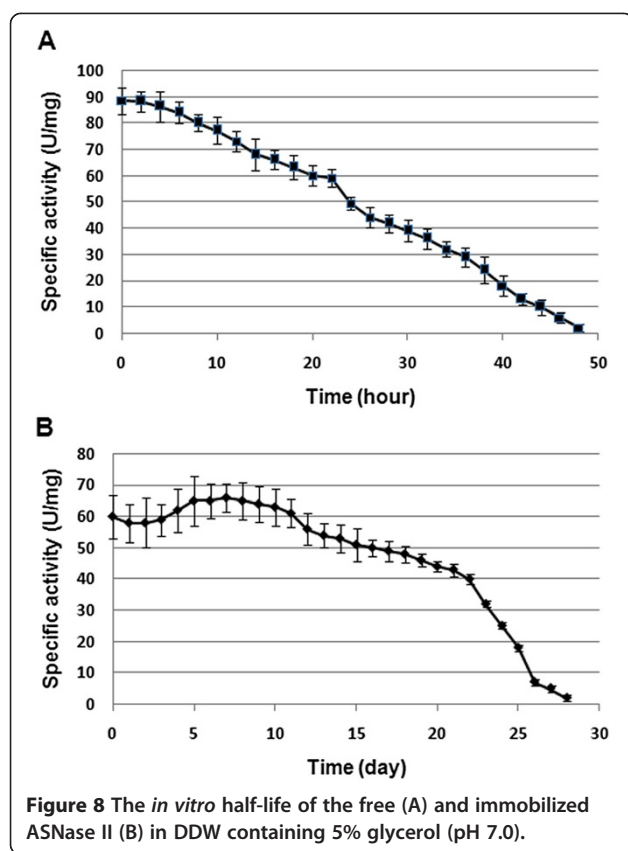 A
Specific activity (U/mg)
100
90
80
70
60
50
40
30
20
10
0
0 10 20 30 40 50
Time (hour)
B
Specific activity (U/mg)
80
70
60
50
40
30
20
10
0
0 5 10 15 20 25 30
Time (day)
Figure 8 The in vitro half-life of the free (A) and immobilized
ASNase II (B) in DDW containing 5% glycerol (pH 7.0).